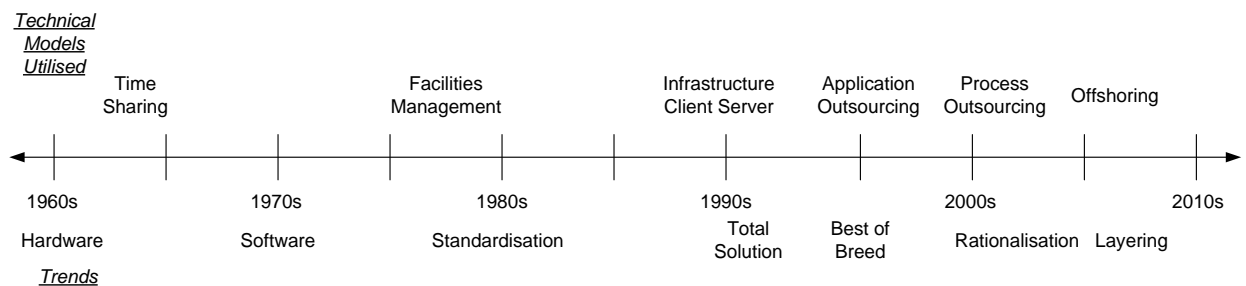 Technical
Models
Utilised
Time
Sharing
Facilities
Management
Infrastructure
Client Server
Application
Outsourcing
Process
Outsourcing
Offshoring
1960s
1970s
1980s
1990s
2000s
2010s
Hardware
Software
Standardisation
Total
Solution
Best of
Breed
Rationalisation
Layering
Trends